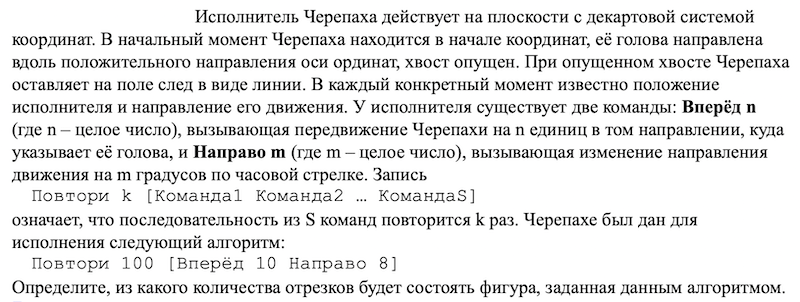 Исполнитель Черепаха действует на плоскости с декартовой системой
координат. В начальный момент Черепаха находится в начале координат, её голова направлена
вдоль положительного направления оси ординат, хвост опущен. При опущенном хвосте Черепаха
оставляет на поле след в виде линии. В каждый конкретный момент известно положение
исполнителя и направление его движения. У исполнителя существует две команды: Вперёд n
(где n – целое число), вызывающая передвижение Черепахи на n единиц в том направлении, куда
указывает её голова, и Направо m (где m – целое число), вызывающая изменение направления
движения на m градусов по часовой стрелке. Запись
Повтори k [Команда1 Команда2 … КомандаS]
означает, что последовательность из S команд повторится k раз. Черепахе был дан для
исполнения следующий алгоритм:
Повтори 100 [Вперёд 10 Направо 8]
Определите, из какого количества отрезков будет состоять фигура, заданная данным алгоритмом.